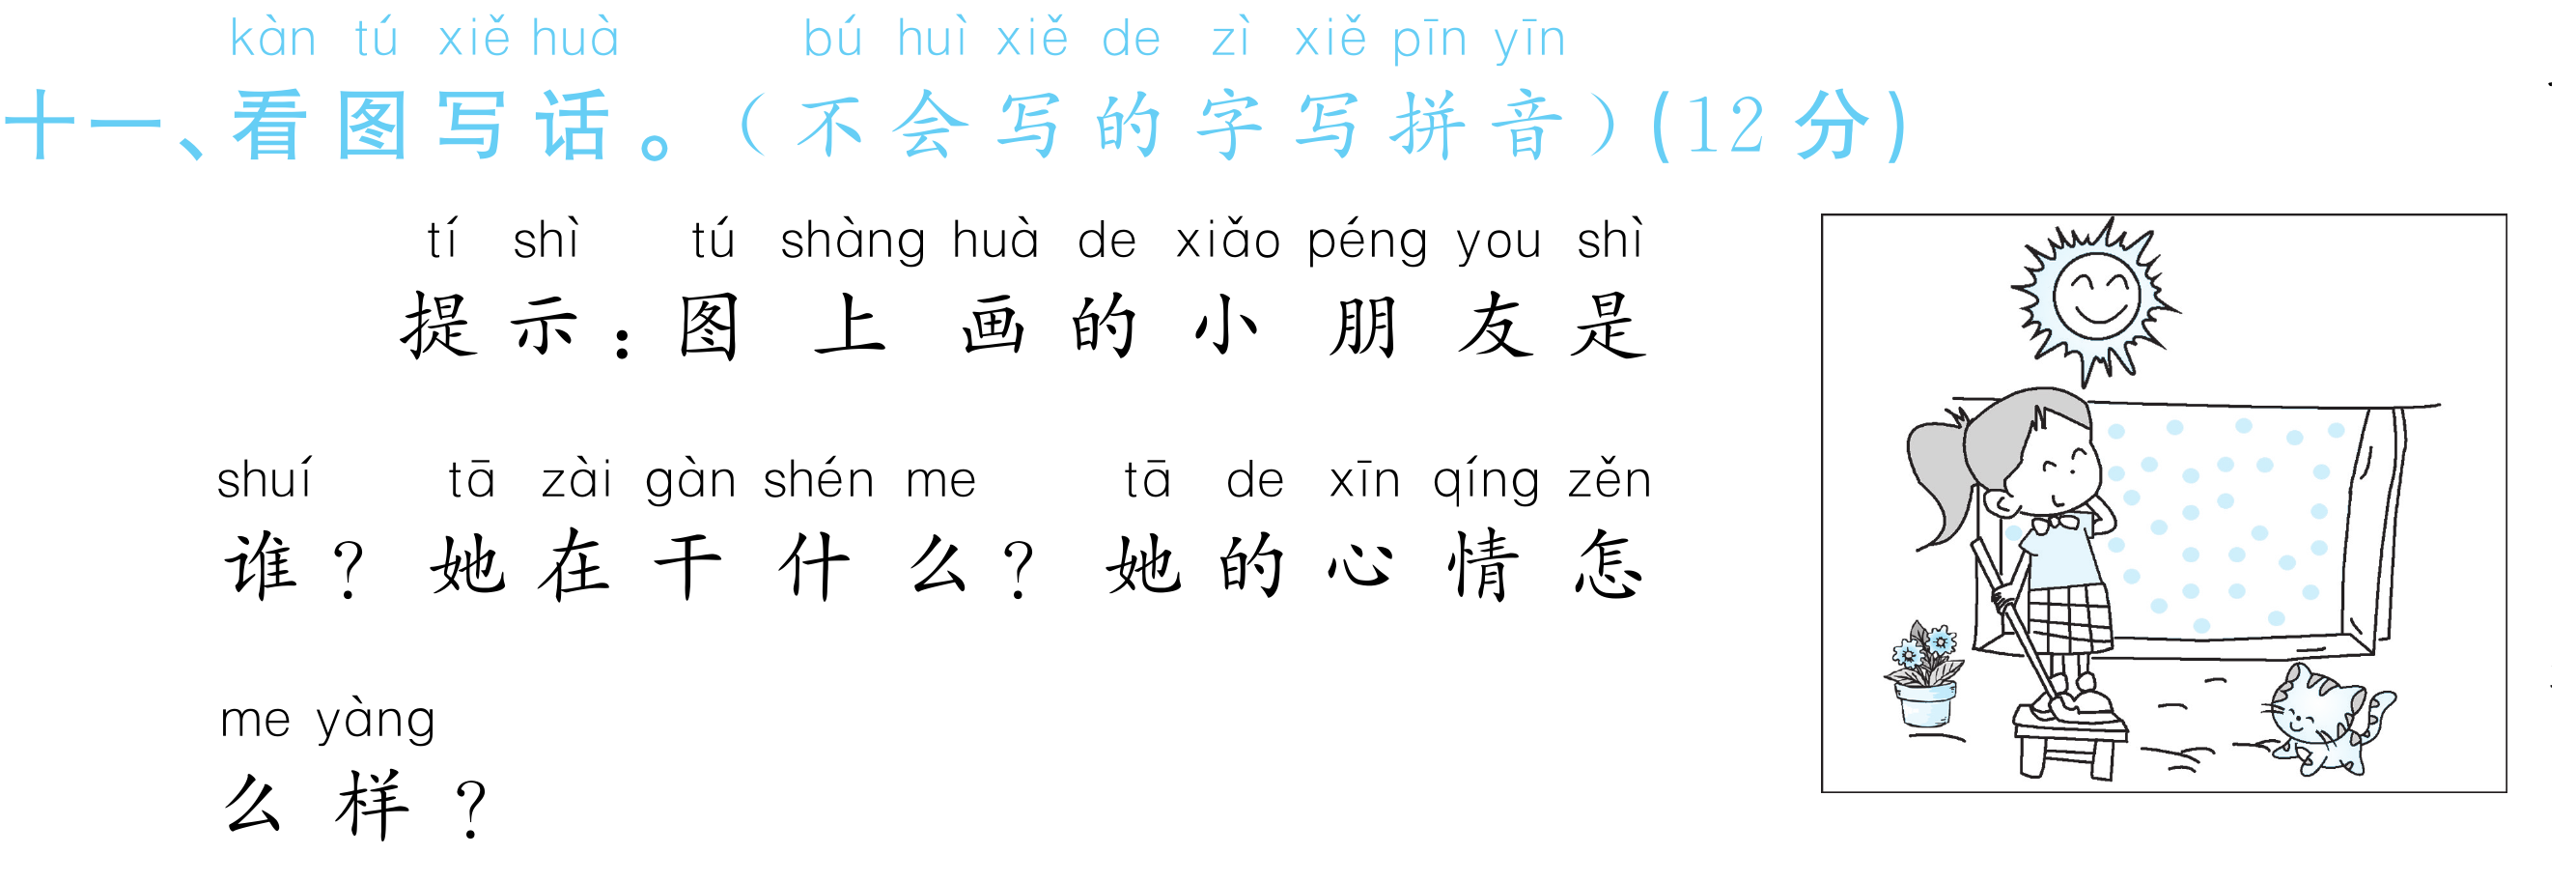 kàn tú xiě huà bú huì xiě de zì xiě pīn yīn
十一、看图写话。（不会写的字写拼音）(12分)
tí shì tú shàng huà de xiǎo péng you shì
提示：图上画的小朋友是
shuí tā zài gàn shén me tā de xīn qíng zěn
谁？她在干什么？她的心情怎
me yàng
么样？